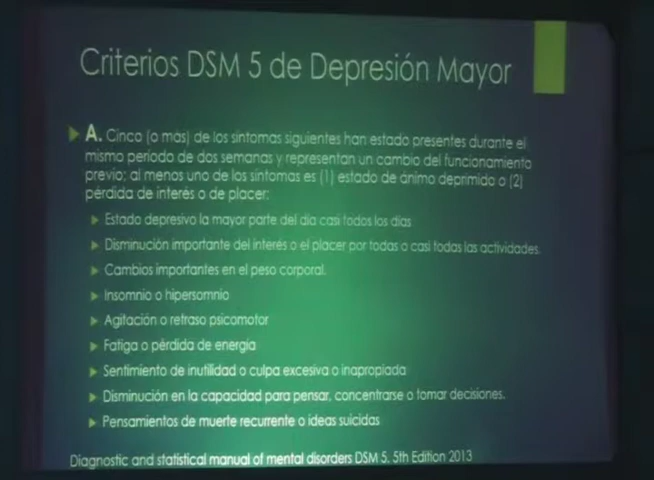 Criterios DSM 5 de Depresión Mayor
A. Cinco (o más) de los síntomas siguientes han estado presentes durante el
mismo período de dos semanas y representan un cambio del funcionamiento
previo; al menos uno de los síntomas es (1) estado de ánimo deprimido o (2)
pérdida de interés o de placer:
Estado depresivo la mayor parte del día casi todos los días
Disminución importante del interés o el placer por todas o casi todas las actividades.
Cambios importantes en el peso corporal.
Insomnio o hipersomnio
Agitación o retraso psicomotor
Fatiga o pérdida de energía
Sentimiento de inutilidad o culpa excesiva o inapropiada
Disminución en la capacidad para pensar, concentrarse o tomar decisiones.
Pensamientos de muerte recurrente o ideas suicidas
Diagnostic and statistical manual of mental disorders DSM 5. 5th Edition 2013